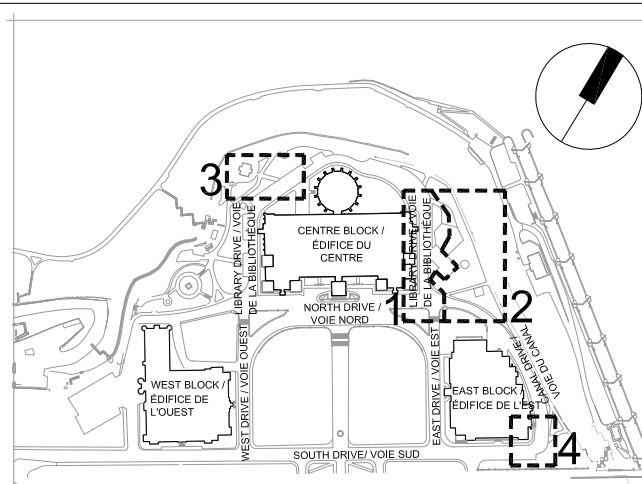 3
LIBRARY DRIVE / VOIE
DE LA BIBLIOTHÈQUE
CENTRE BLOCK /
ÉDIFICE DU
CENTRE
LIBRARY DRIVE / VOIE
DE LA BIBLIOTHÈQUE
1
2
NORTH DRIVE /
VOIE NORD
WEST BLOCK /
ÉDIFICE DE
L'OUEST
WEST DRIVE / VOIE OUEST
EAST DRIVE / VOIE EST
EAST BLOCK /
ÉDIFICE DE L'EST
CANAL DRIVE /
VOIE DU CANAL
SOUTH DRIVE/ VOIE SUD
4